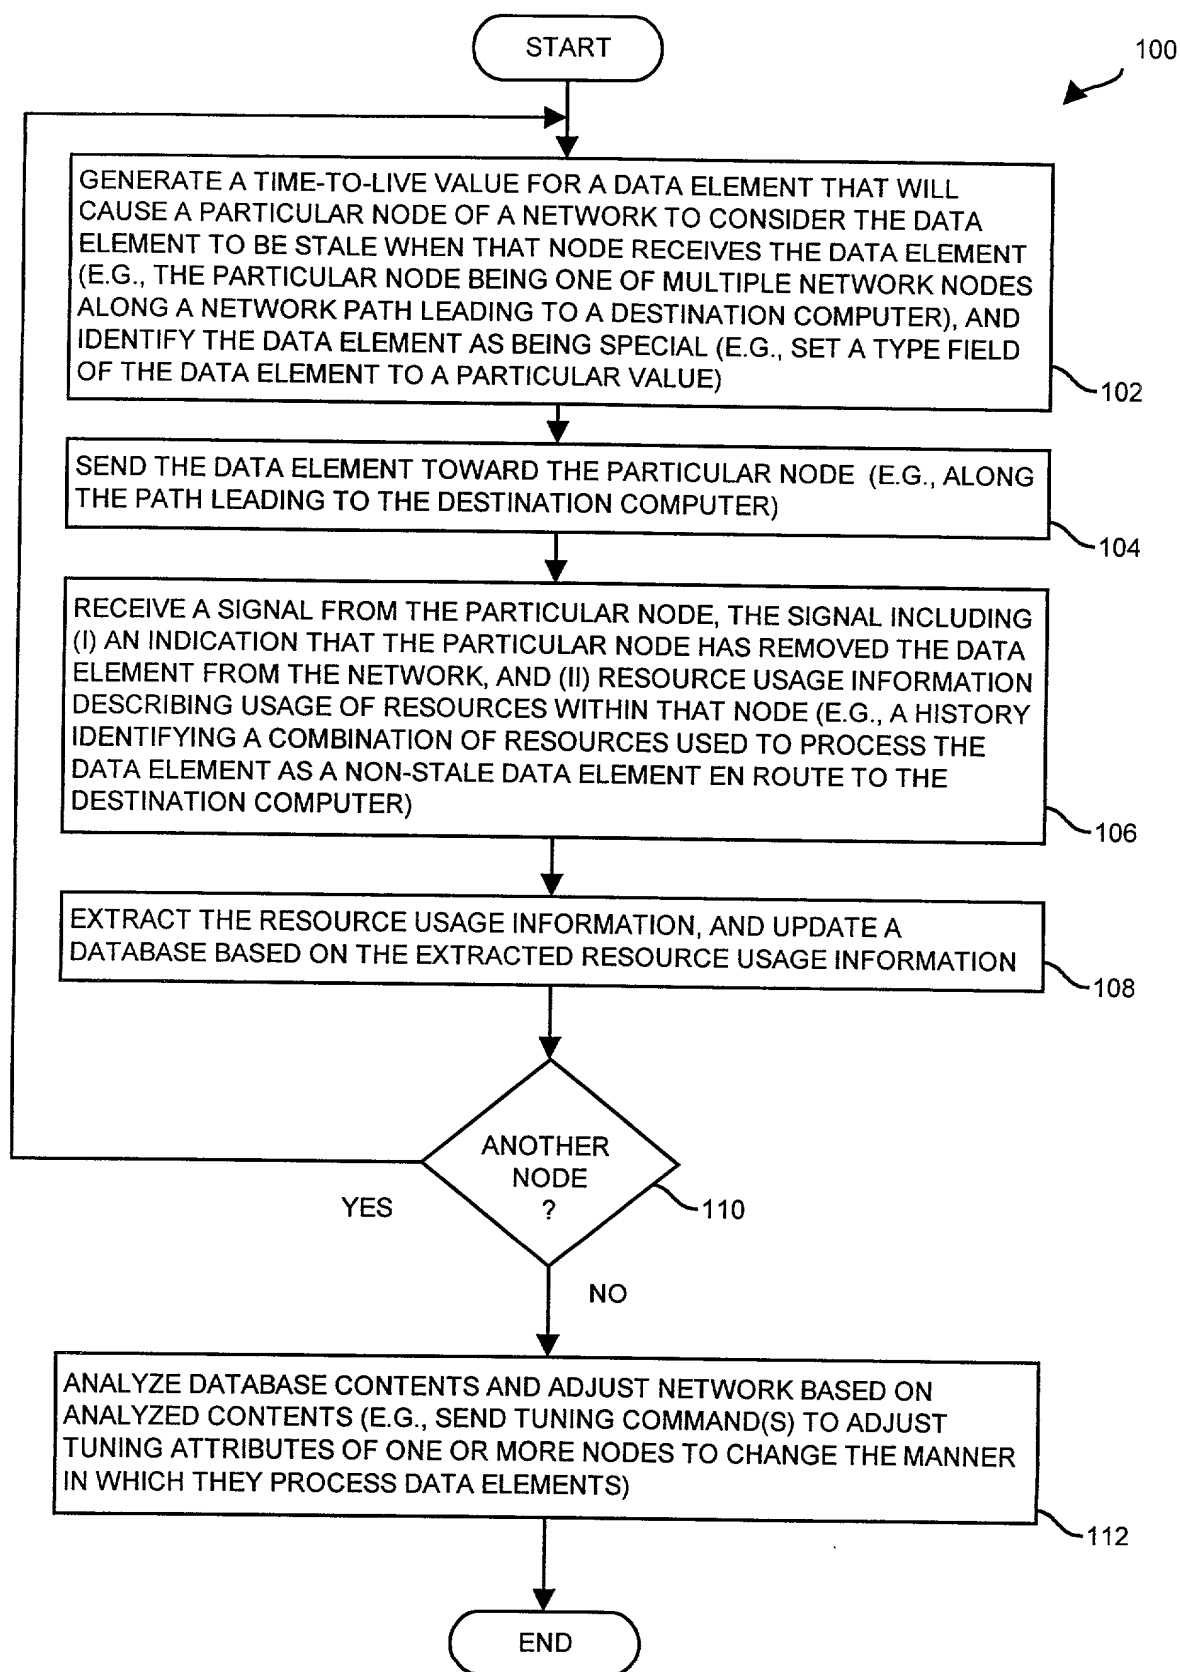 START
100
GENERATE A TIME-TO-LIVE VALUE FOR A DATA ELEMENT THAT WILL
CAUSE A PARTICULAR NODE OF A NETWORK TO CONSIDER THE DATA
ELEMENT TO BE STALE WHEN THAT NODE RECEIVES THE DATA ELEMENT
(E.G., THE PARTICULAR NODE BEING ONE OF MULTIPLE NETWORK NODES
ALONG A NETWORK PATH LEADING TO A DESTINATION COMPUTER), AND
IDENTIFY THE DATA ELEMENT AS BEING SPECIAL (E.G., SET A TYPE FIELD
OF THE DATA ELEMENT TO A PARTICULAR VALUE)
102
SEND THE DATA ELEMENT TOWARD THE PARTICULAR NODE (E.G., ALONG
THE PATH LEADING TO THE DESTINATION COMPUTER)
104
RECEIVE A SIGNAL FROM THE PARTICULAR NODE, THE SIGNAL INCLUDING
(I) AN INDICATION THAT THE PARTICULAR NODE HAS REMOVED THE DATA
ELEMENT FROM THE NETWORK, AND (II) RESOURCE USAGE INFORMATION
DESCRIBING USAGE OF RESOURCES WITHIN THAT NODE (E.G., A HISTORY
IDENTIFYING A COMBINATION OF RESOURCES USED TO PROCESS THE
DATA ELEMENT AS A NON-STALE DATA ELEMENT EN ROUTE TO THE
DESTINATION COMPUTER)
106
EXTRACT THE RESOURCE USAGE INFORMATION, AND UPDATE A
DATABASE BASED ON THE EXTRACTED RESOURCE USAGE INFORMATION
108
ANOTHER
NODE
?
YES
110
NO
ANALYZE DATABASE CONTENTS AND ADJUST NETWORK BASED ON
ANALYZED CONTENTS (E.G., SEND TUNING COMMAND(S) TO ADJUST
TUNING ATTRIBUTES OF ONE OR MORE NODES TO CHANGE THE MANNER
IN WHICH THEY PROCESS DATA ELEMENTS)
112
END